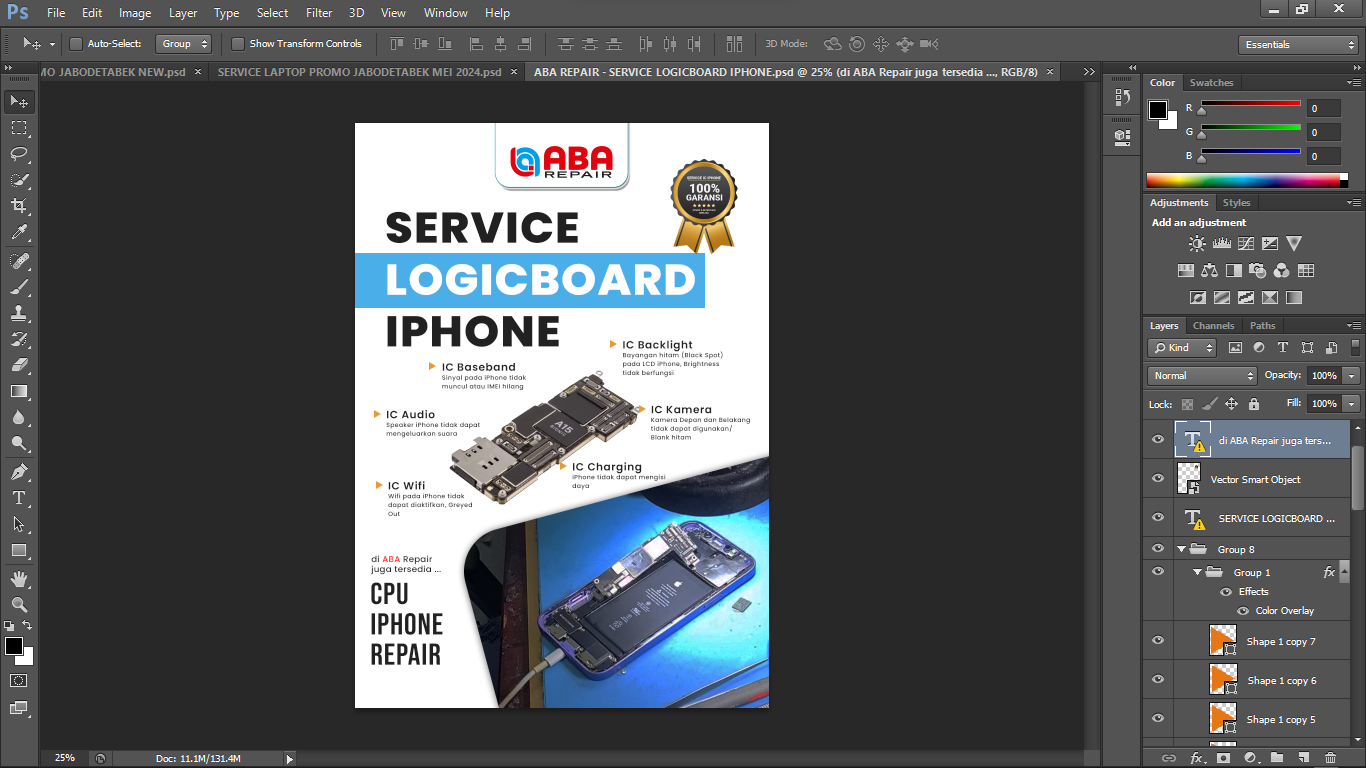 Ps File Edit Image Layer Type Select Filter 3D View Window Help
Auto-Select: Group Show Transform Controls 3D Mode: Essentials
MO JABODETABEK NEW.psd × SERVICE LAPTOP PROMO JABODETABEK MEI 2024.psd × ABA REPAIR - SERVICE LOGICBOARD IPHONE.psd @ 25% (di ABA Repair juga tersedia ..., RGB/8) ×
ABA
REPAIR
SERVICE IC IPHONE
100%
GARANSI
SERVICE
LOGICBOARD
IPHONE
IC Backlight
Bayangan hitam (Black Spot)
pada LCD iPhone, Brightness
tidak berfungsi
IC Baseband
Sinyal pada iPhone tidak
muncul atau IMEI hilang
IC Audio
Speaker iPhone tidak dapat
mengeluarkan suara
A15
IC Kamera
Kamera Depan dan Belakang
tidak dapat digunakan/
Blank hitam
IC Charging
iPhone tidak dapat mengisi
daya
IC Wifi
Wifi pada iPhone tidak
dapat diaktifkan, Greyed
Out
di ABA Repair
juga tersedia ...
CPU
IPHONE
REPAIR
25% Doc: 11.1M/131.4M
Color Swatches
R 0
G 0
B 0
Adjustments Styles
Add an adjustment
Layers Channels Paths
Kind
Normal Opacity: 100%
Lock: Fill: 100%
di ABA Repair juga ters...
Vector Smart Object
SERVICE LOGICBOARD ...
Group 8
Group 1 fx
Effects
Color Overlay
Shape 1 copy 7
Shape 1 copy 6
Shape 1 copy 5
fx